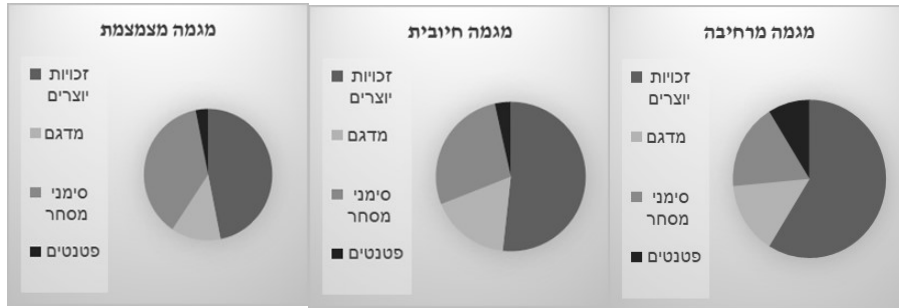 מגמה מרחיבה
זכויות
יוצרים
מדגם
סימני
מסחר
פטנטים
מגמה חיובית
זכויות
יוצרים
מדגם
סימני
מסחר
פטנטים
מגמה מצמצמת
זכויות
יוצרים
מדגם
סימני
מסחר
פטנטים